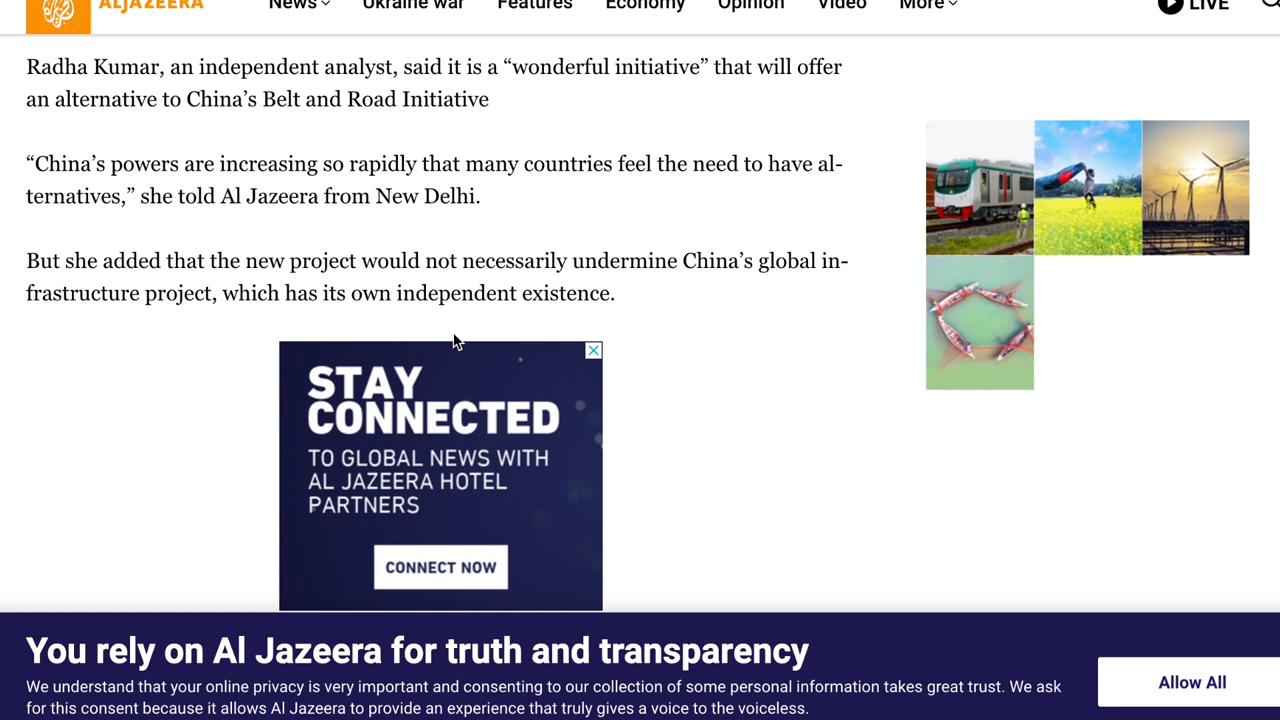 ALJAZEERA
News Ukraine war Features Economy Opinion Video More LIVE
Radha Kumar, an independent analyst, said it is a “wonderful initiative” that will offer
an alternative to China’s Belt and Road Initiative
“China’s powers are increasing so rapidly that many countries feel the need to have al-
ternatives,” she told Al Jazeera from New Delhi.
But she added that the new project would not necessarily undermine China’s global in-
frastructure project, which has its own independent existence.
STAY
CONNECTED
TO GLOBAL NEWS WITH
AL JAZEERA HOTEL
PARTNERS
CONNECT NOW
You rely on Al Jazeera for truth and transparency
We understand that your online privacy is very important and consenting to our collection of some personal information takes great trust. We ask
for this consent because it allows Al Jazeera to provide an experience that truly gives a voice to the voiceless.
Allow All